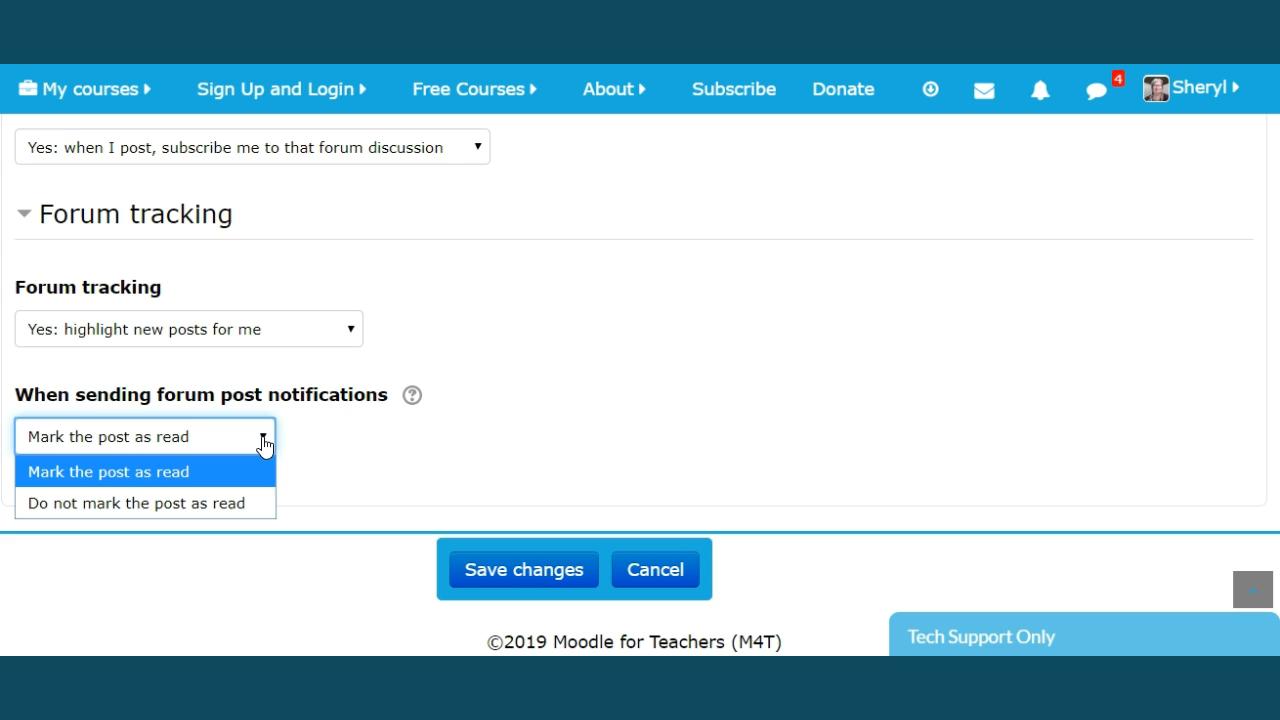 My courses
Sign Up and Login
Free Courses
About
Subscribe
Donate
4
Sheryl
Yes: when I post, subscribe me to that forum discussion
Forum tracking
Forum tracking
Yes: highlight new posts for me
When sending forum post notifications
Mark the post as read
Mark the post as read
Do not mark the post as read
Save changes
Cancel
©2019 Moodle for Teachers (M4T)
Tech Support Only